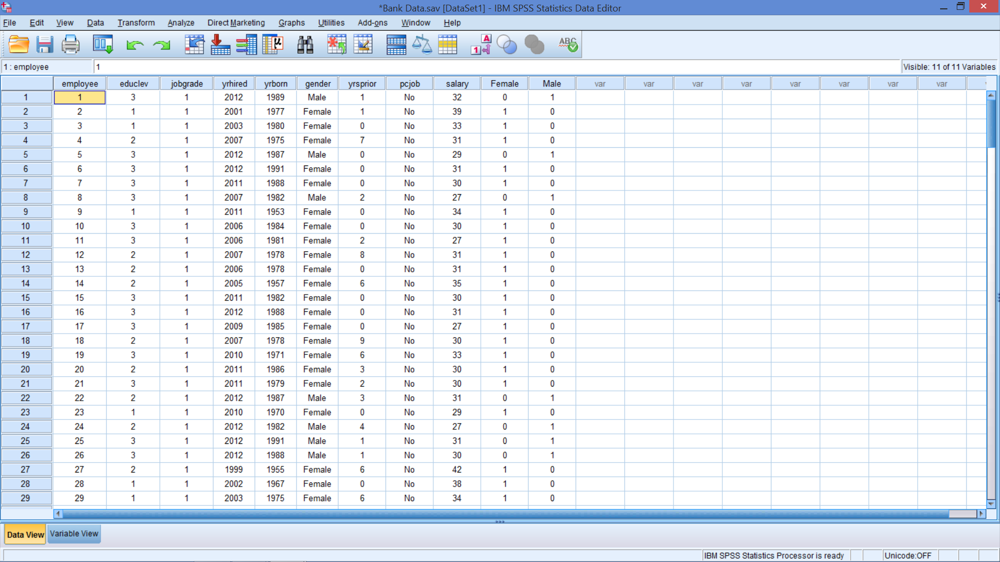 *Bank Data.sav [DataSet1] - IBM SPSS Statistics Data Editor
File Edit View Data Transform Analyze Direct Marketing Graphs Utilities Add-ons Window Help
1 : employee 1 Visible: 11 of 11 Variables
employee educlev jobgrade yrhired yrborn gender yrsprior pcjob salary Female Male var var var var var var var var
1 1 3 1 2012 1989 Male 1 No 32 0 1
2 2 1 1 2001 1977 Female 1 No 39 1 0
3 3 1 1 2003 1980 Female 0 No 33 1 0
4 4 2 1 2007 1975 Female 7 No 31 1 0
5 5 3 1 2012 1987 Male 0 No 29 0 1
6 6 3 1 2012 1991 Female 0 No 31 1 0
7 7 3 1 2011 1988 Female 0 No 30 1 0
8 8 3 1 2007 1982 Male 2 No 27 0 1
9 9 1 1 2011 1953 Female 0 No 34 1 0
10 10 3 1 2006 1984 Female 0 No 30 1 0
11 11 3 1 2006 1981 Female 2 No 27 1 0
12 12 2 1 2007 1978 Female 8 No 31 1 0
13 13 2 1 2006 1978 Female 0 No 31 1 0
14 14 2 1 2005 1957 Female 6 No 35 1 0
15 15 3 1 2011 1982 Female 0 No 30 1 0
16 16 3 1 2012 1988 Female 0 No 31 1 0
17 17 3 1 2009 1985 Female 0 No 27 1 0
18 18 2 1 2007 1978 Female 9 No 30 1 0
19 19 3 1 2010 1971 Female 6 No 33 1 0
20 20 2 1 2011 1986 Female 3 No 30 1 0
21 21 3 1 2011 1979 Female 2 No 30 1 0
22 22 2 1 2012 1987 Male 3 No 31 0 1
23 23 1 1 2010 1970 Female 0 No 29 1 0
24 24 2 1 2012 1982 Male 4 No 27 0 1
25 25 3 1 2012 1991 Male 1 No 31 0 1
26 26 3 1 2012 1988 Male 1 No 30 0 1
27 27 2 1 1999 1955 Female 6 No 42 1 0
28 28 1 1 2002 1967 Female 0 No 38 1 0
29 29 1 1 2003 1975 Female 6 No 34 1 0
Data View Variable View
IBM SPSS Statistics Processor is ready Unicode:OFF